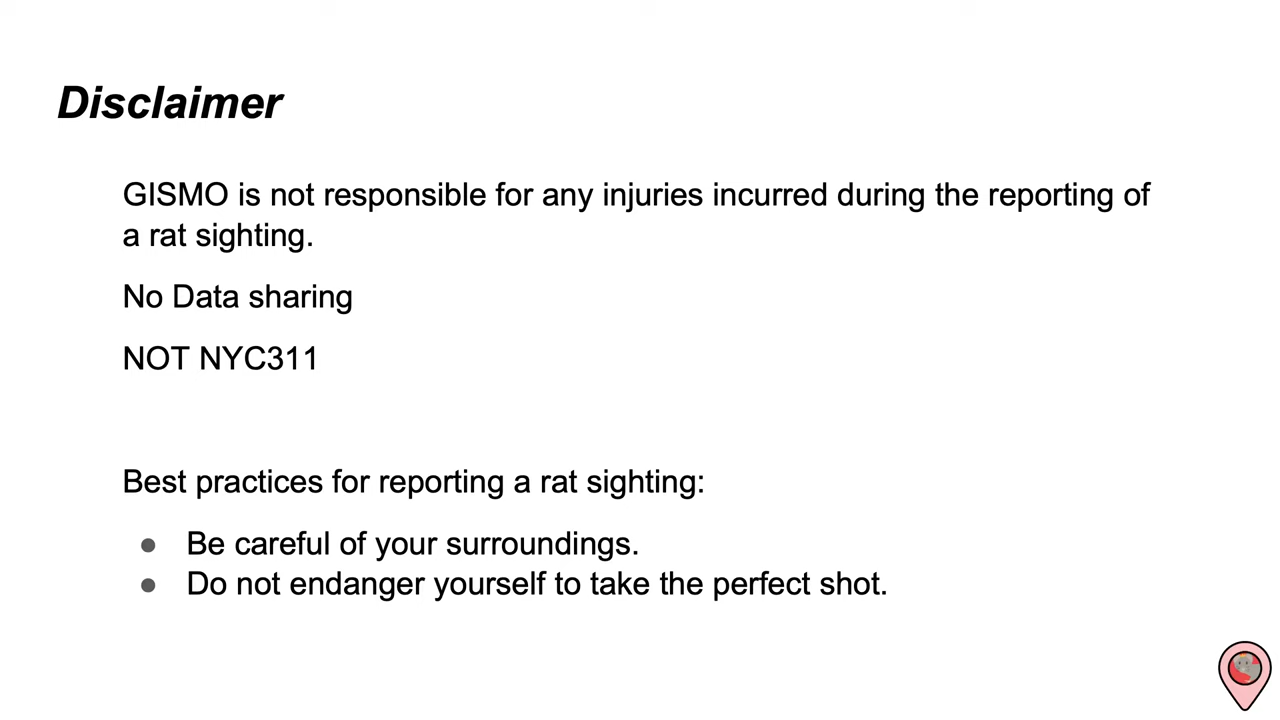 Disclaimer
GISMO is not responsible for any injuries incurred during the reporting of
a rat sighting.
No Data sharing
NOT NYC311
Best practices for reporting a rat sighting:
● Be careful of your surroundings.
● Do not endanger yourself to take the perfect shot.